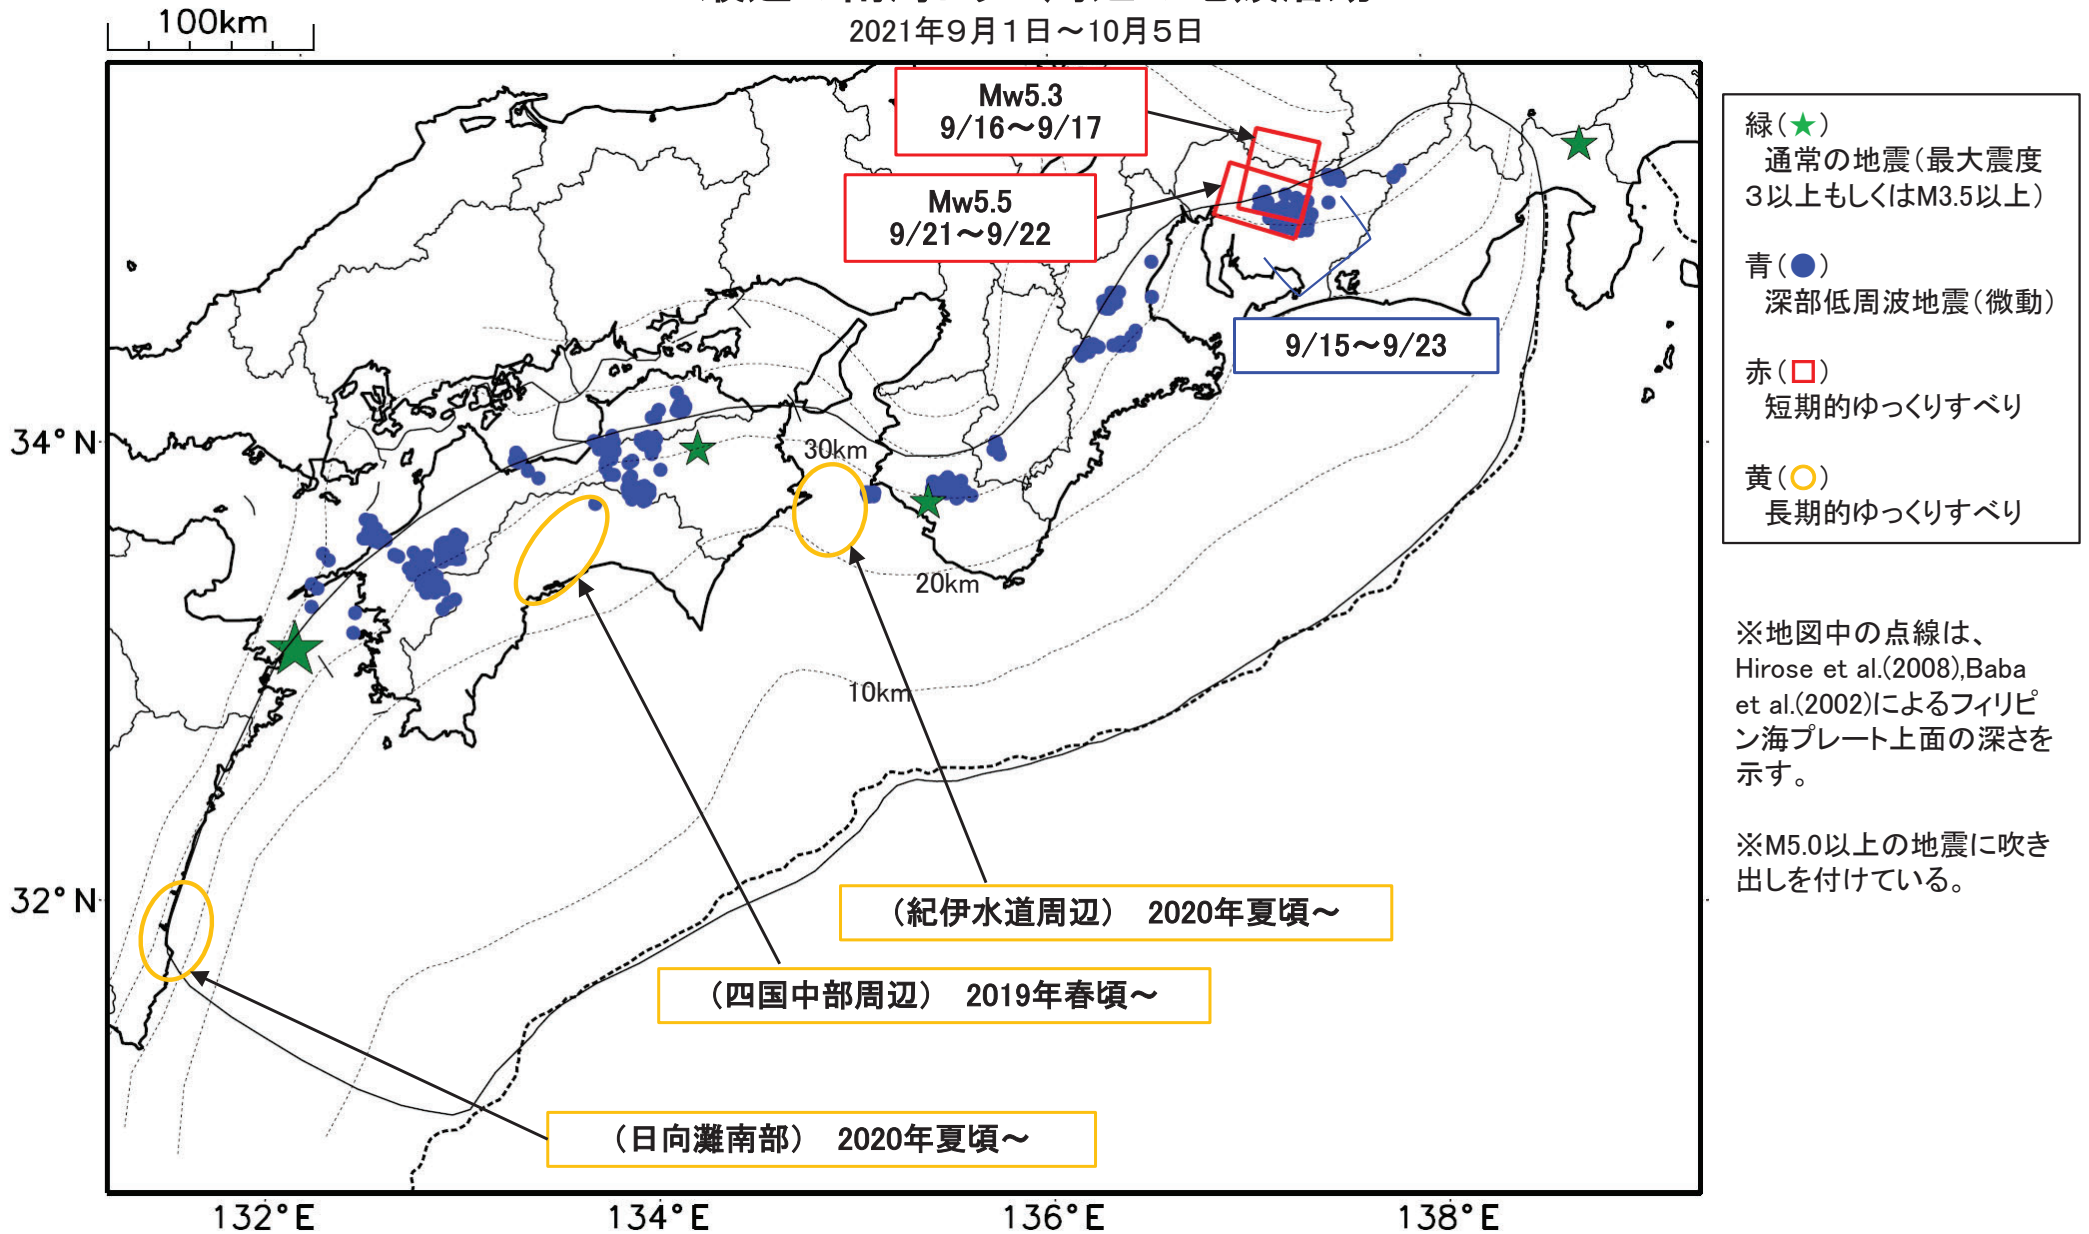 100km
2021年9月1日～10月5日
Mw5.3
9/16～9/17
Mw5.5
9/21～9/22
9/15～9/23
34°N
32°N
30km
20km
10km
（紀伊水道周辺）　2020年夏頃～
（四国中部周辺）　2019年春頃～
（日向灘南部）　2020年夏頃～
132°E
134°E
136°E
138°E
緑(★)
通常の地震(最大震度
3以上もしくはM3.5以上)
青(●)
深部低周波地震(微動)
赤(□)
短期的ゆっくりすべり
黄(○)
長期的ゆっくりすべり
※地図中の点線は、
Hirose et al.(2008),Baba
et al.(2002)によるフィリピ
ン海プレート上面の深さを
示す。
※M5.0以上の地震に吹き
出しを付けている。